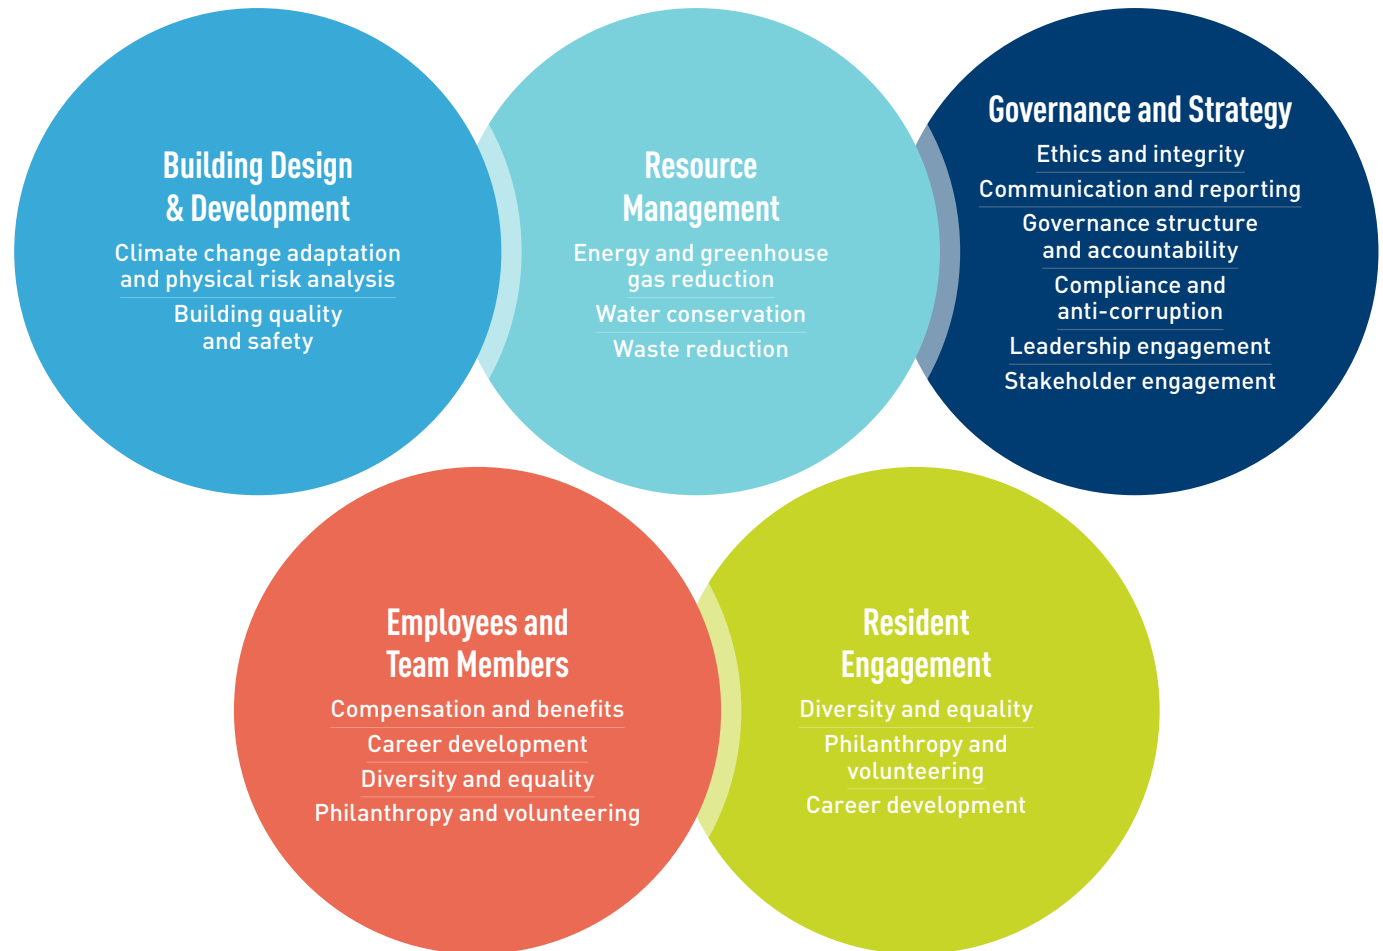 Building Design
& Development
Climate change adaptation
and physical risk analysis
Building quality
and safety
Resource
Management
Energy and greenhouse
gas reduction
Water conservation
Waste reduction
Governance and Strategy
Ethics and integrity
Communication and reporting
Governance structure
and accountability
Compliance and
anti-corruption
Leadership engagement
Stakeholder engagement
Employees and
Team Members
Compensation and benefits
Career development
Diversity and equality
Philanthropy and volunteering
Resident
Engagement
Diversity and equality
Philanthropy and
volunteering
Career development